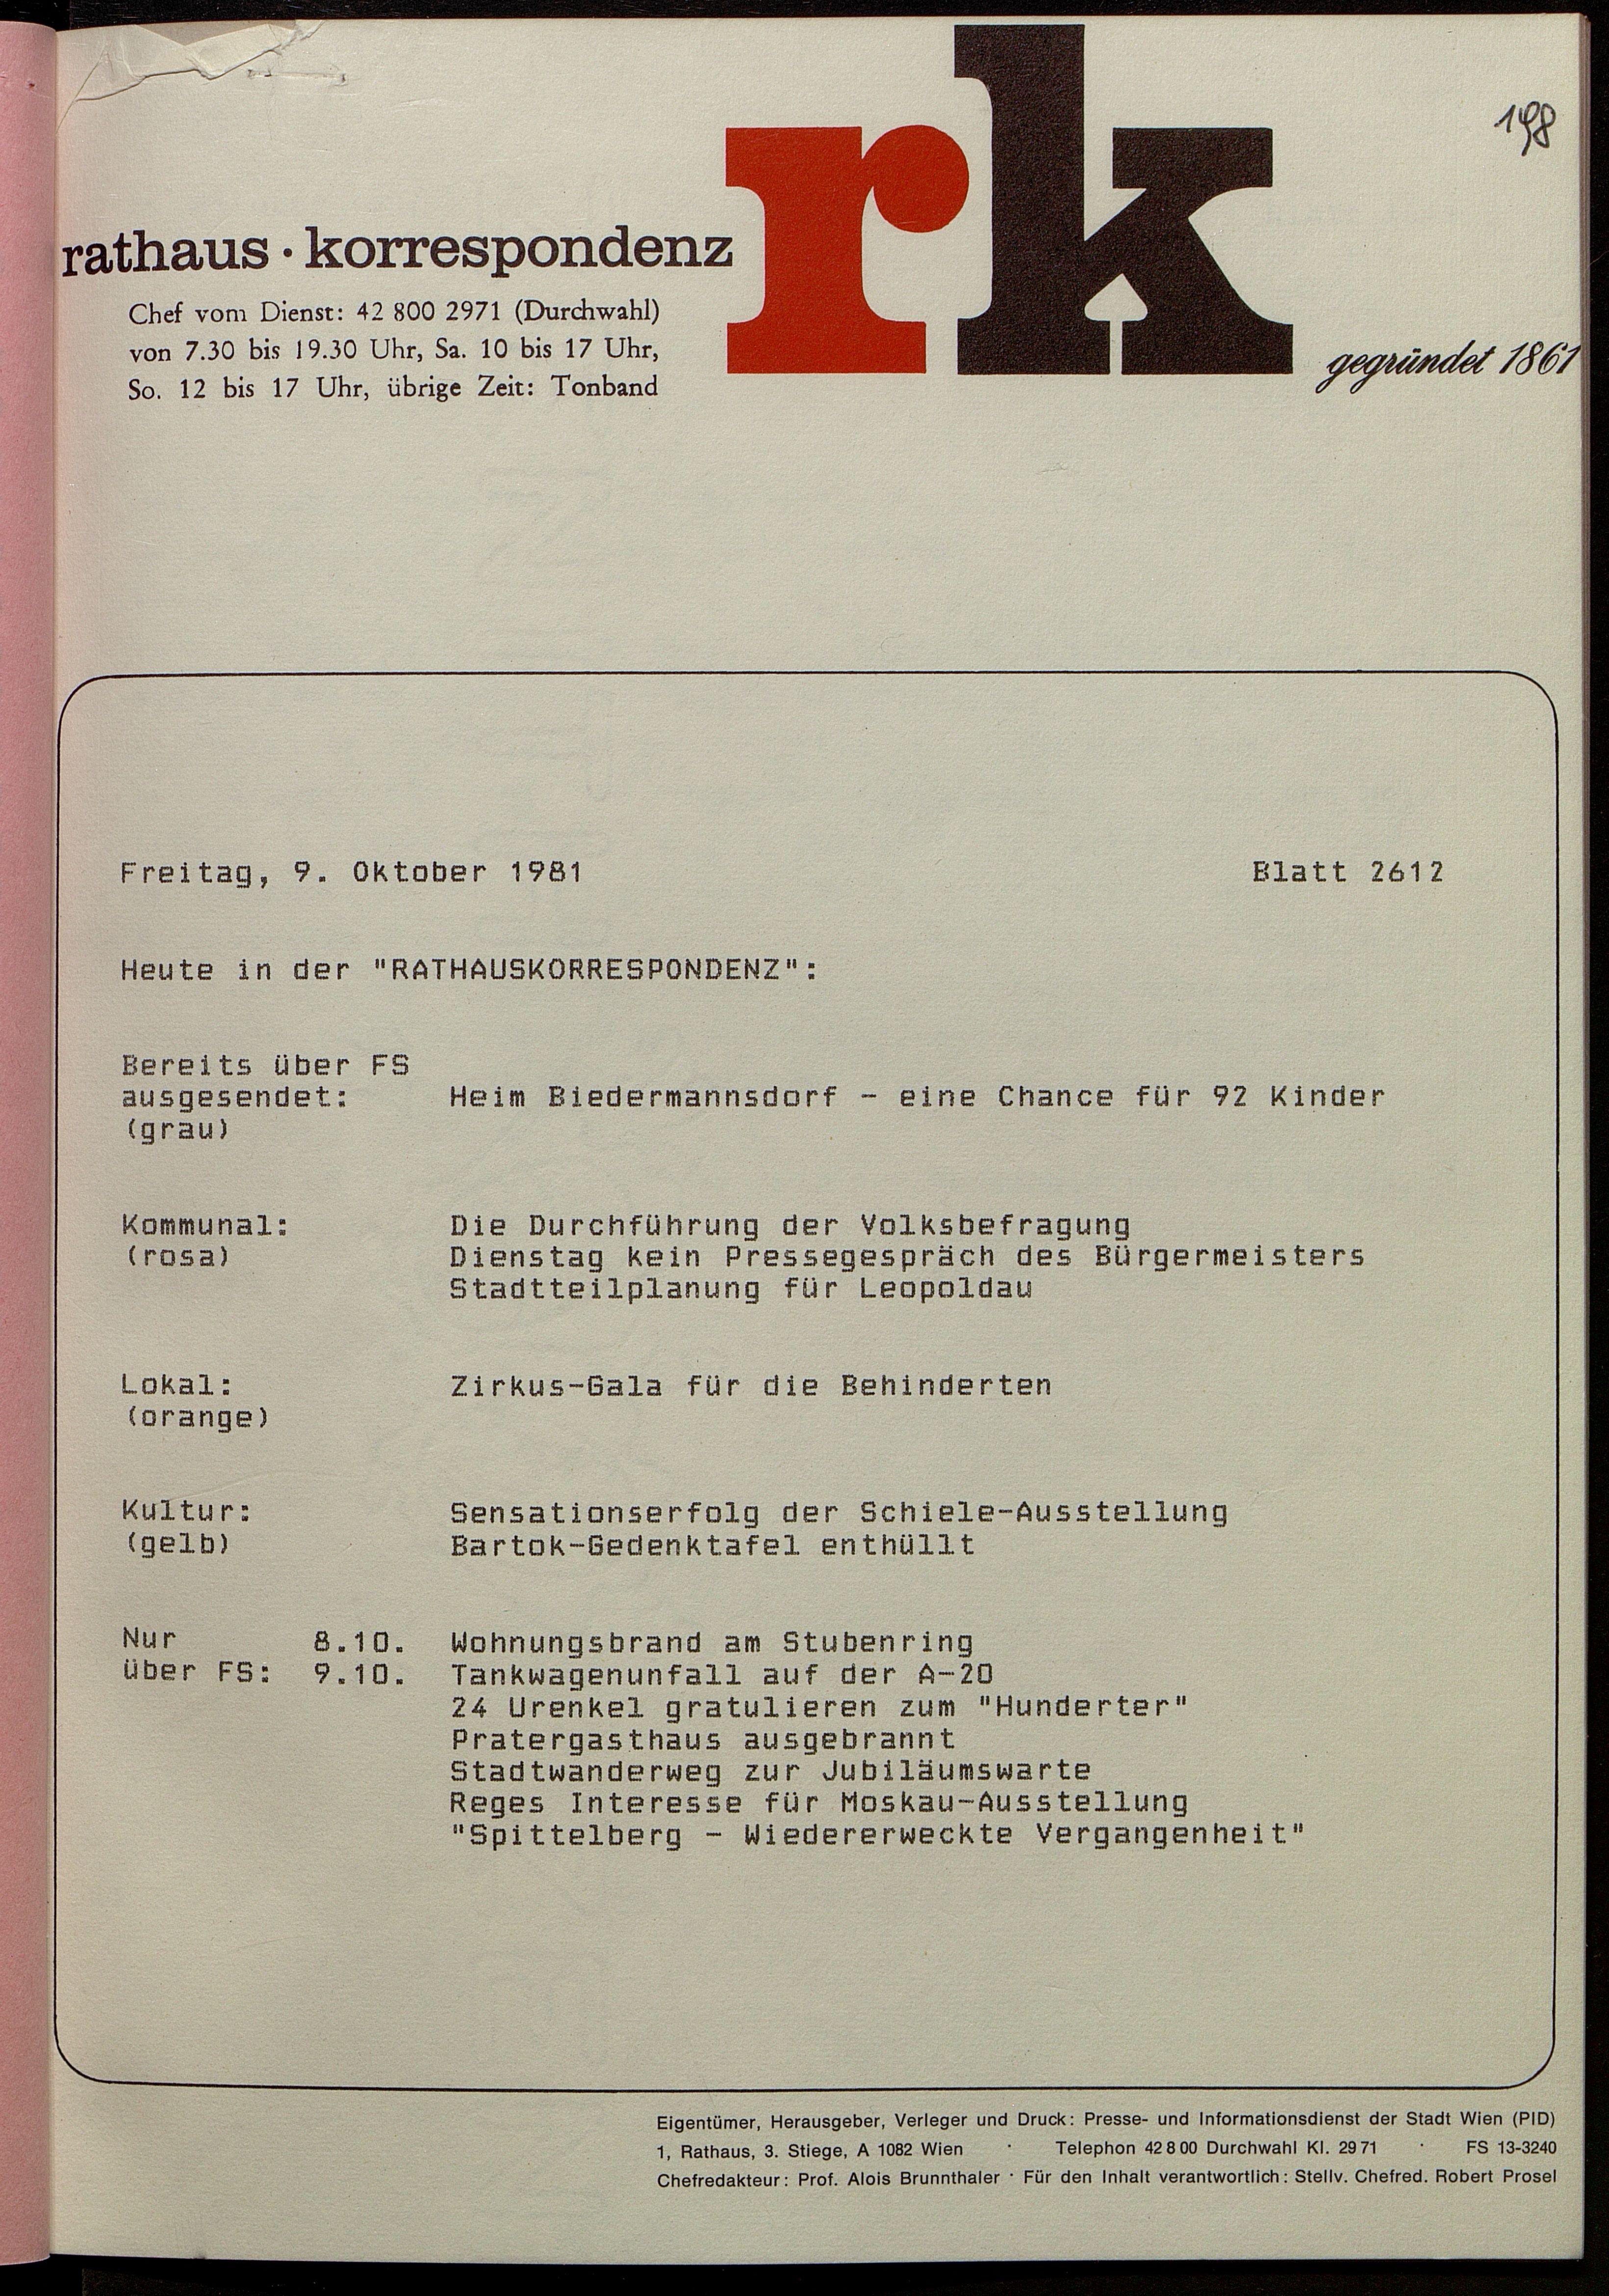 198
rk
rathaus · korrespondenz
Chef vom Dienst: 42 800 2971 (Durchwahl)
von 7.30 bis 19.30 Uhr, Sa. 10 bis 17 Uhr,
So. 12 bis 17 Uhr, übrige Zeit: Tonband
gegründet 1861
Freitag, 9. Oktober 1981 Blatt 2612
Heute in der "RATHAUSKORRESPONDENZ":
Bereits über FS
ausgesendet: Heim Biedermannsdorf - eine Chance für 92 Kinder
(grau)
Kommunal: Die Durchführung der Volksbefragung
(rosa) Dienstag kein Pressegespräch des Bürgermeisters
Stadtteilplanung für Leopoldau
Lokal: Zirkus-Gala für die Behinderten
(orange)
Kultur: Sensationserfolg der Schiele-Ausstellung
(gelb) Bartok-Gedenktafel enthüllt
Nur 8.10. Wohnungsbrand am Stubenring
über FS: 9.10. Tankwagenunfall auf der A-20
24 Urenkel gratulieren zum "Hunderter"
Pratergasthaus ausgebrannt
Stadtwanderweg zur Jubiläumswarte
Reges Interesse für Moskau-Ausstellung
"Spittelberg - Wiedererweckte Vergangenheit"
Eigentümer, Herausgeber, Verleger und Druck: Presse- und Informationsdienst der Stadt Wien (PID)
1, Rathaus, 3. Stiege, A 1082 Wien · Telephon 42 8 00 Durchwahl Kl. 29 71 · FS 13-3240
Chefredakteur: Prof. Alois Brunnthaler · Für den Inhalt verantwortlich: Stellv. Chefred. Robert Prosel